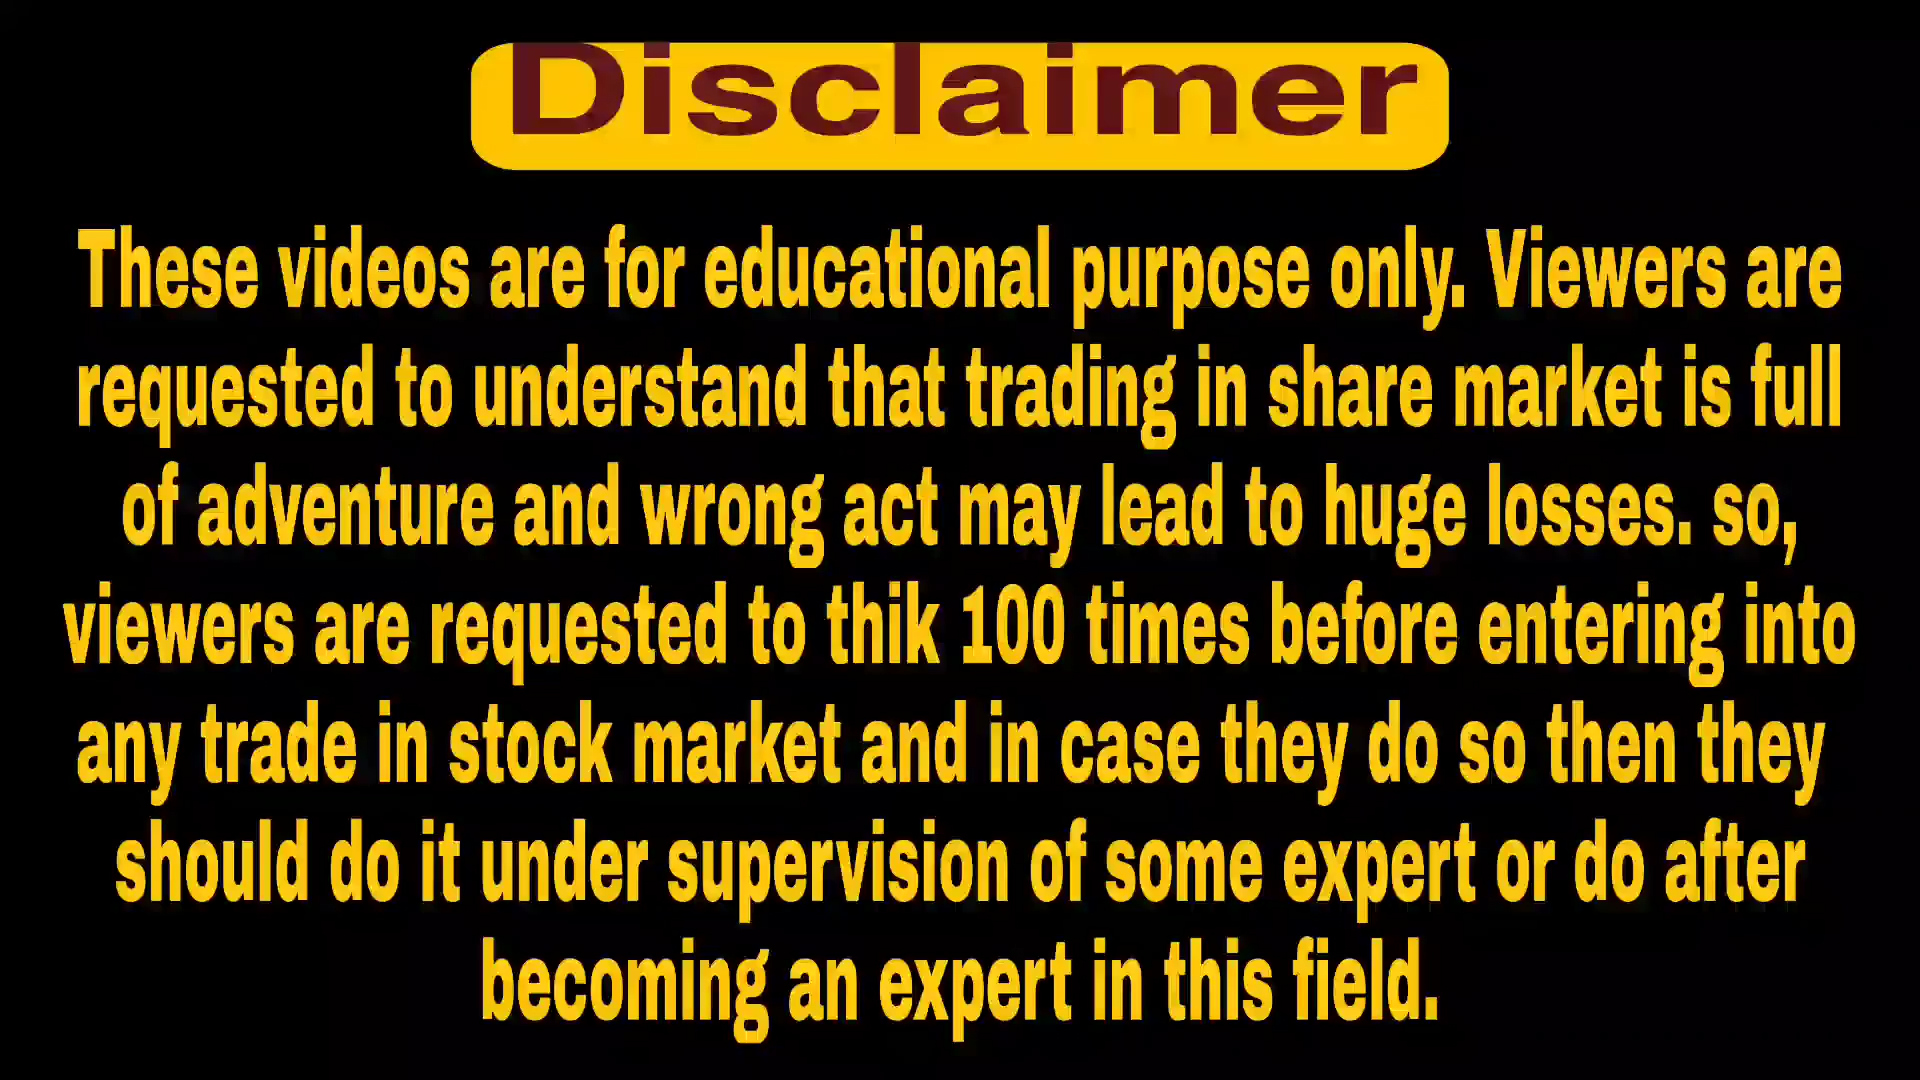 Disclaimer
These videos are for educational purpose only. Viewers are
requested to understand that trading in share market is full
of adventure and wrong act may lead to huge losses. so,
viewers are requested to thik 100 times before entering into
any trade in stock market and in case they do so then they
should do it under supervision of some expert or do after
becoming an expert in this field.